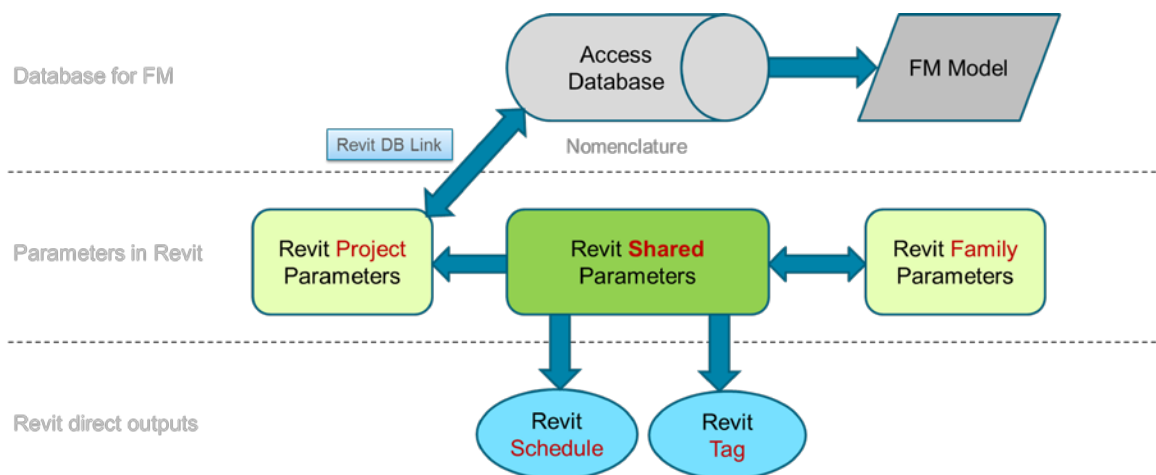 Database for FM
Access
Database
FM Model
Revit DB Link
Nomenclature
Parameters in Revit
Revit Project
Parameters
Revit Shared
Parameters
Revit Family
Parameters
Revit direct outputs
Revit
Schedule
Revit
Tag